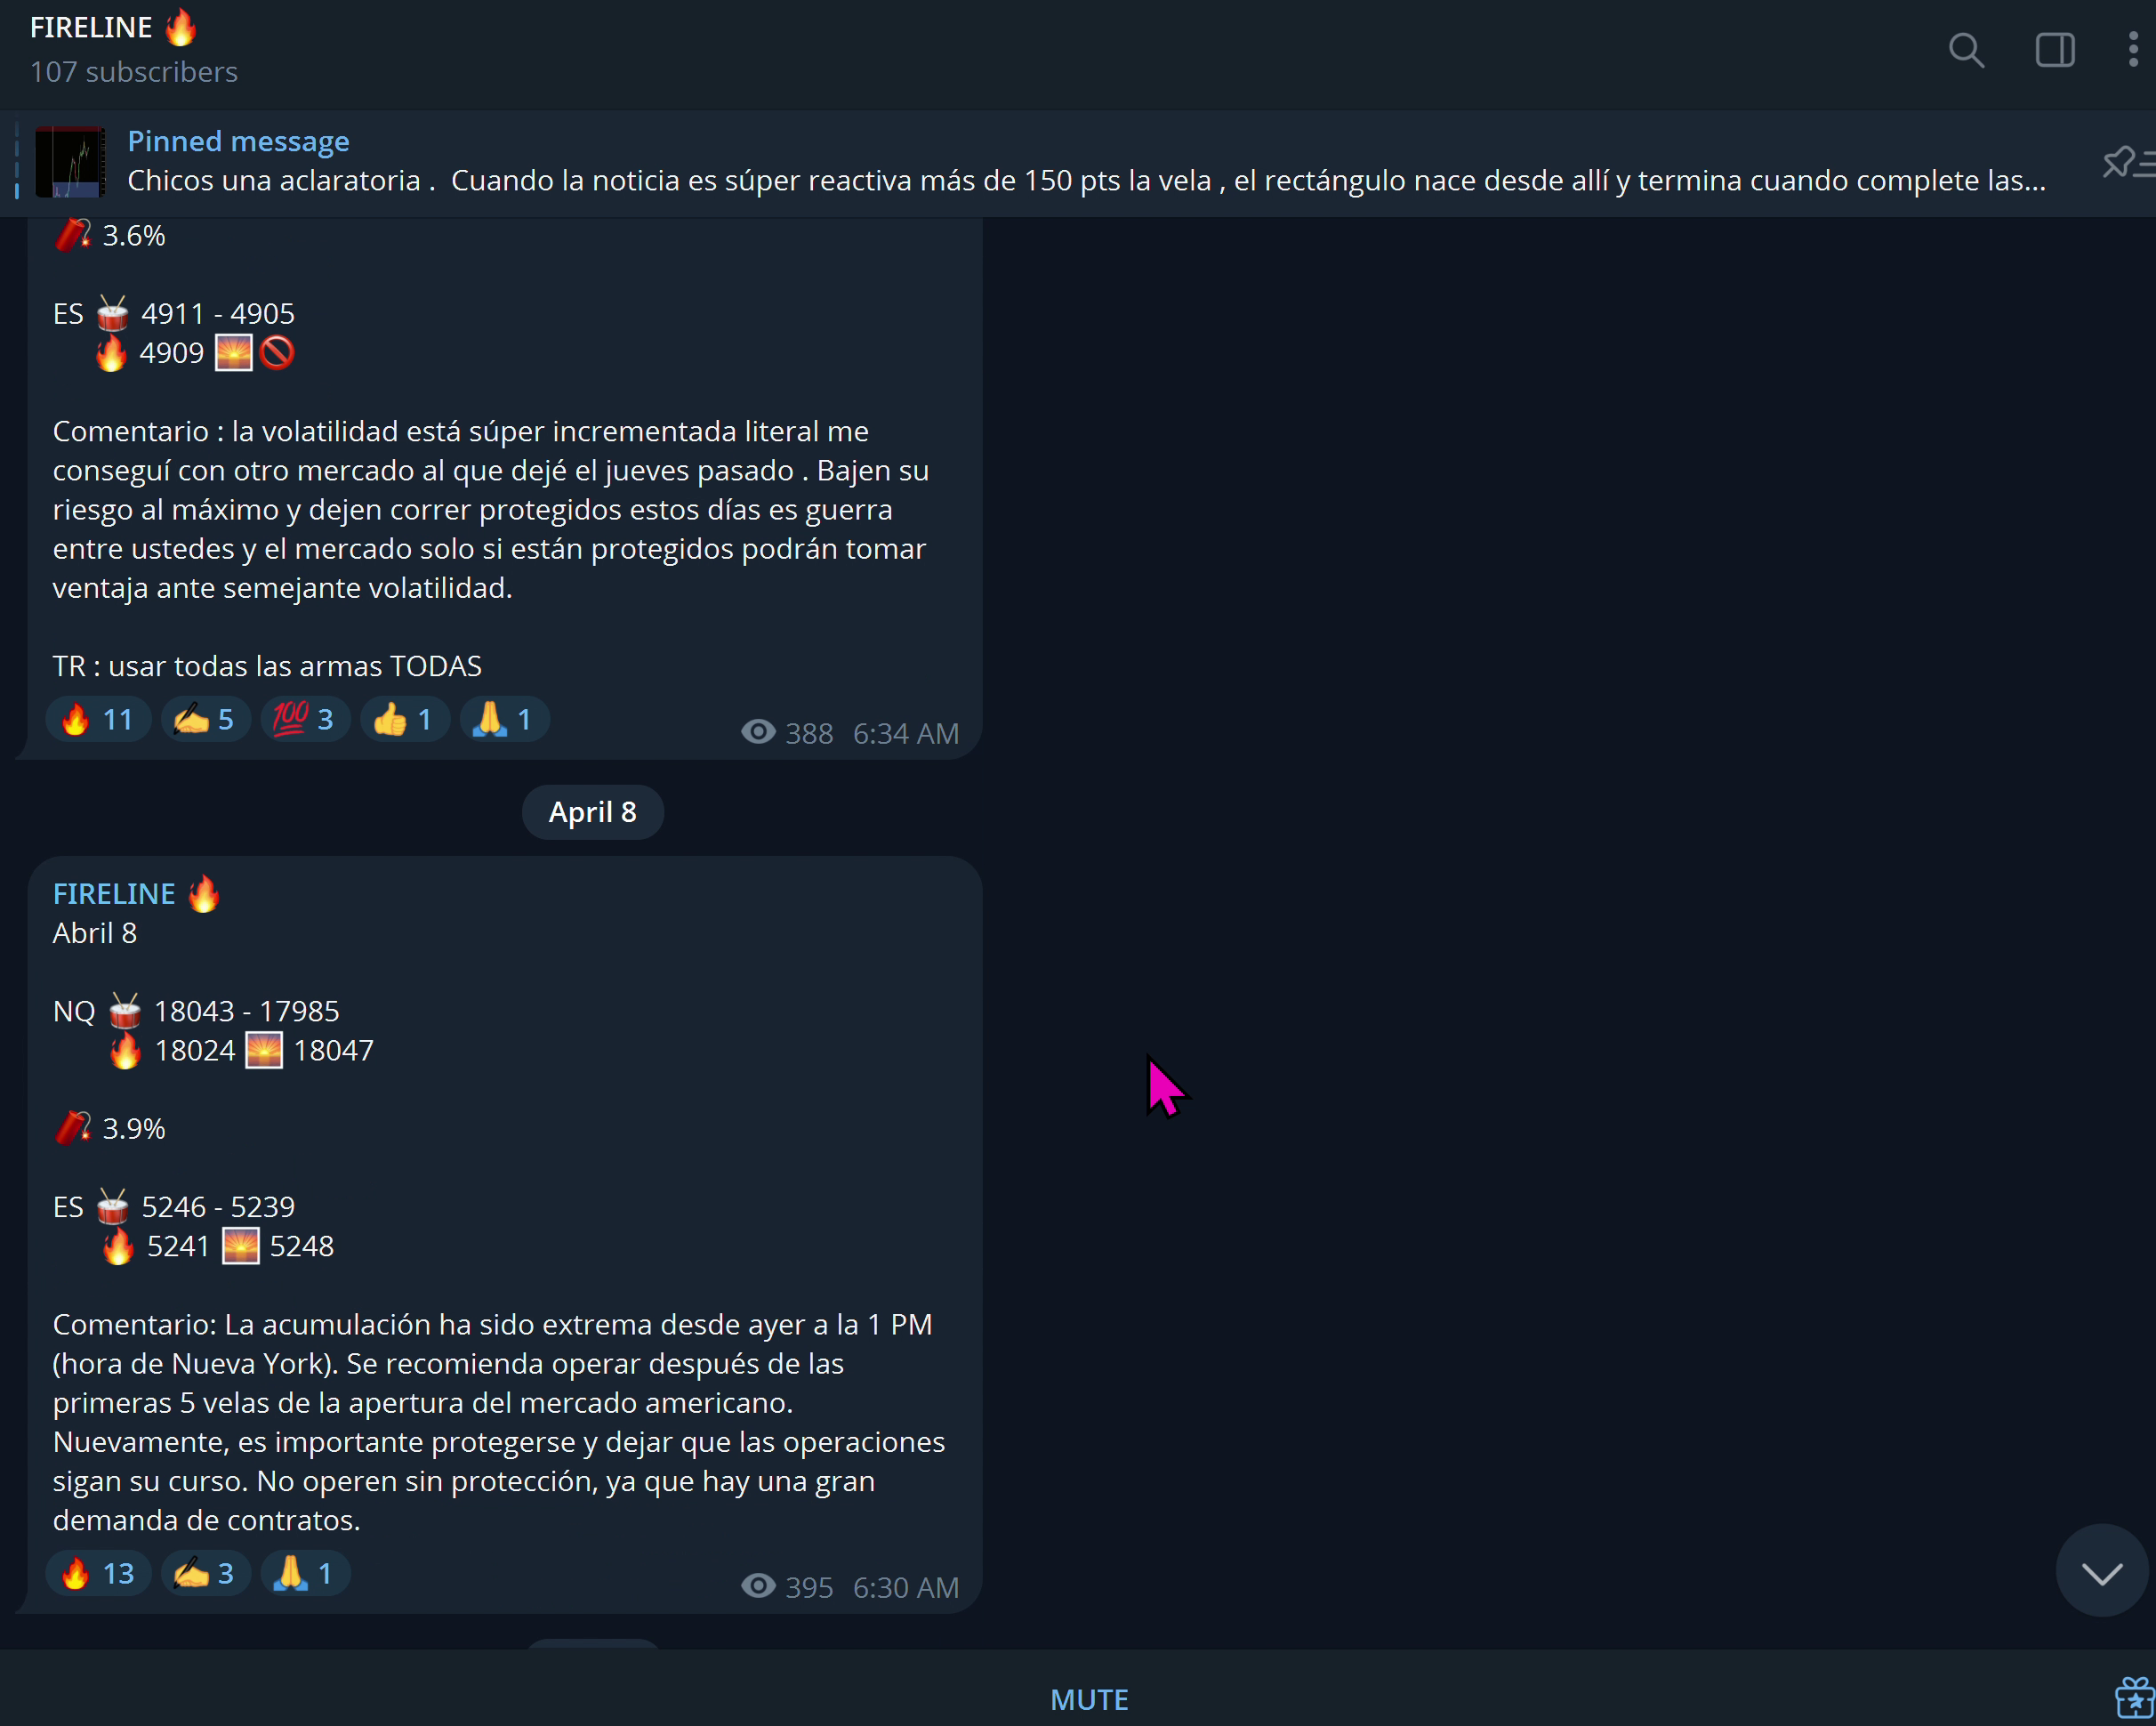 FIRELINE 🔥
107 subscribers
Pinned message
Chicos una aclaratoria .  Cuando la noticia es súper reactiva más de 150 pts la vela , el rectángulo nace desde allí y termina cuando complete las...
🧨 3.6%
ES 🥁 4911 - 4905
🔥 4909 🌅🚫
Comentario : la volatilidad está súper incrementada literal me
conseguí con otro mercado al que dejé el jueves pasado . Bajen su
riesgo al máximo y dejen correr protegidos estos días es guerra
entre ustedes y el mercado solo si están protegidos podrán tomar
ventaja ante semejante volatilidad.
TR : usar todas las armas TODAS
🔥 11 ✍️ 5 💯 3 👍 1 🙏 1
388 6:34 AM
April 8
FIRELINE 🔥
Abril 8
NQ 🥁 18043 - 17985
🔥 18024 🌅 18047
🧨 3.9%
ES 🥁 5246 - 5239
🔥 5241 🌅 5248
Comentario: La acumulación ha sido extrema desde ayer a la 1 PM
(hora de Nueva York). Se recomienda operar después de las
primeras 5 velas de la apertura del mercado americano.
Nuevamente, es importante protegerse y dejar que las operaciones
sigan su curso. No operen sin protección, ya que hay una gran
demanda de contratos.
🔥 13 ✍️ 3 🙏 1
395 6:30 AM
MUTE